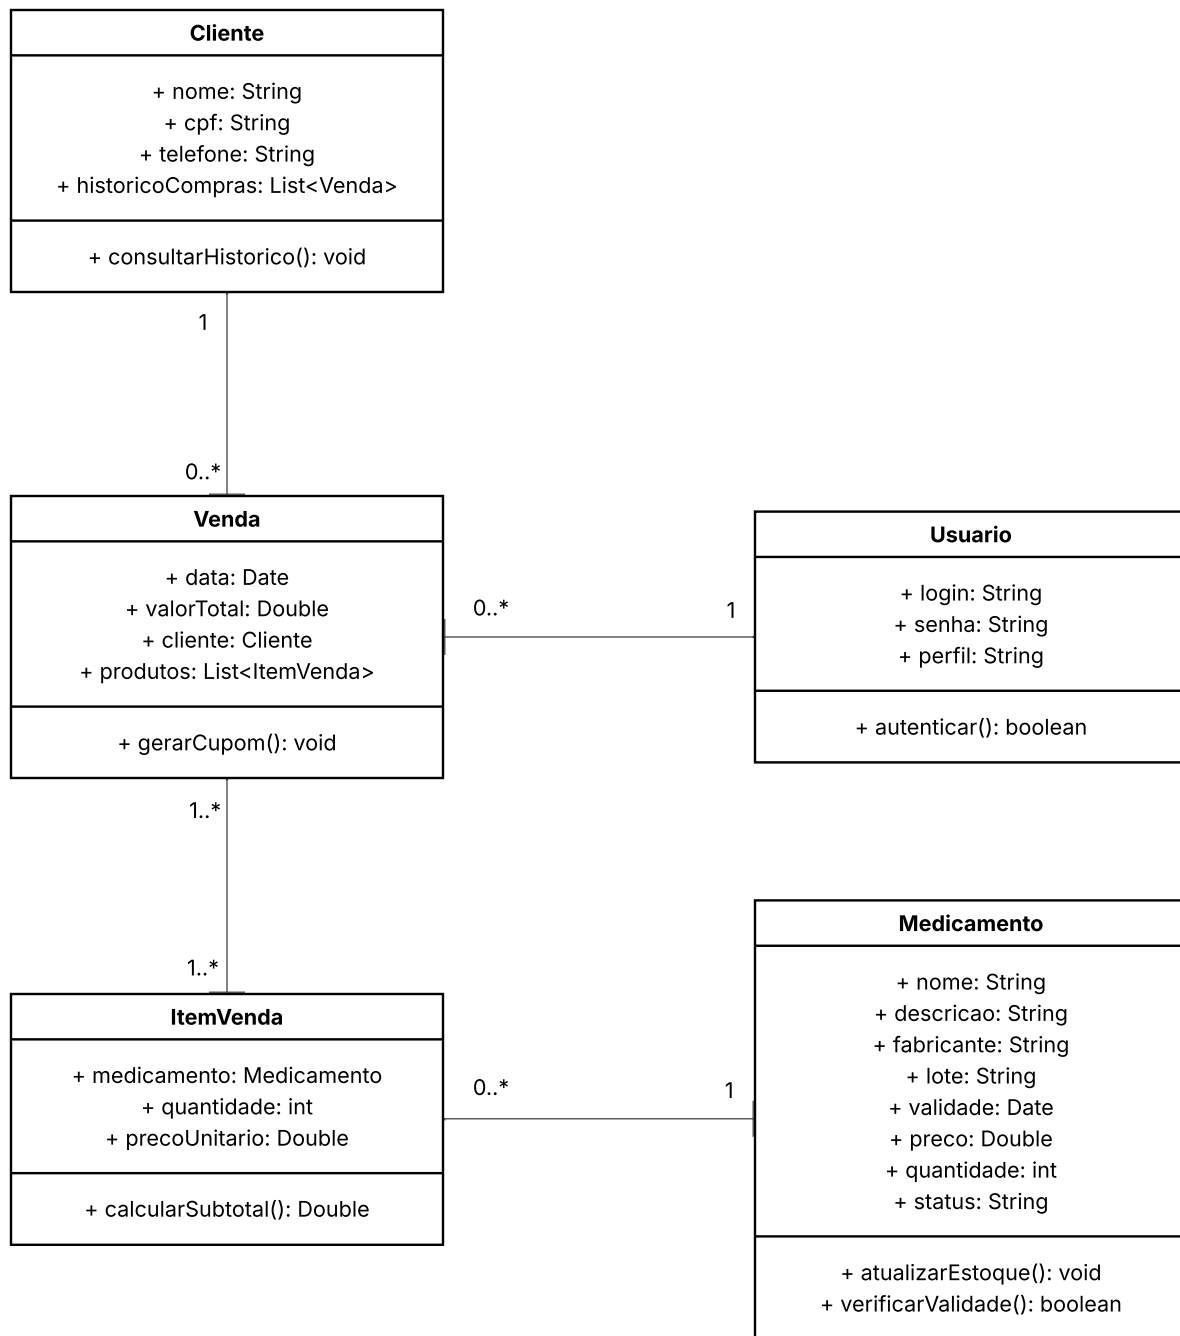 Cliente
+ nome: String
+ cpf: String
+ telefone: String
+ historicoCompras: List<Venda>
+ consultarHistorico(): void
1
0..*
Venda
+ data: Date
+ valorTotal: Double
+ cliente: Cliente
+ produtos: List<ItemVenda>
+ gerarCupom(): void
0..*
1
Usuario
+ login: String
+ senha: String
+ perfil: String
+ autenticar(): boolean
1..*
1..*
ItemVenda
+ medicamento: Medicamento
+ quantidade: int
+ precoUnitario: Double
+ calcularSubtotal(): Double
0..*
1
Medicamento
+ nome: String
+ descricao: String
+ fabricante: String
+ lote: String
+ validade: Date
+ preco: Double
+ quantidade: int
+ status: String
+ atualizarEstoque(): void
+ verificarValidade(): boolean